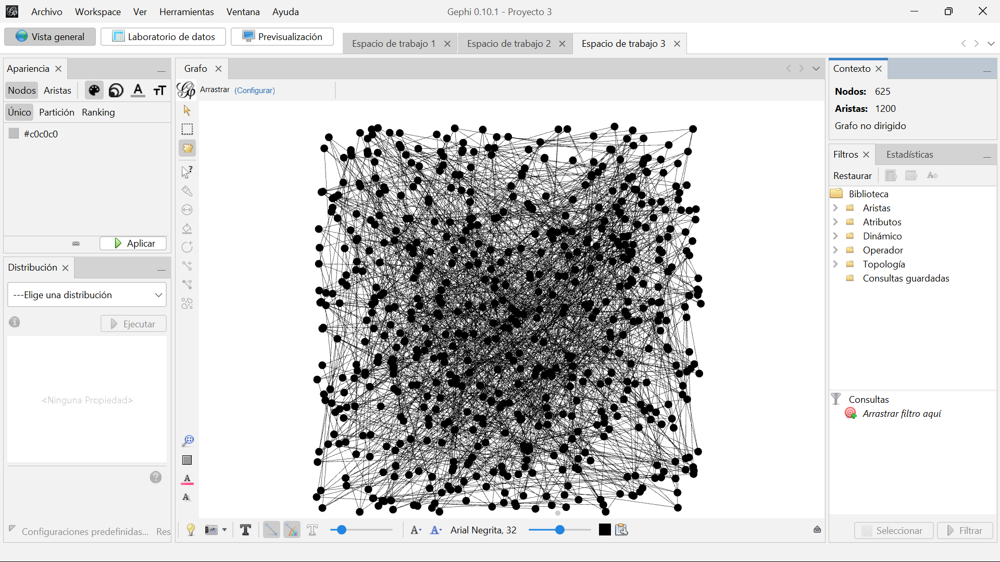 Archivo Workspace Ver Herramientas Ventana Ayuda
Gephi 0.10.1 - Proyecto 3
Vista general Laboratorio de datos Previsualización
Espacio de trabajo 1 Espacio de trabajo 2 Espacio de trabajo 3
Apariencia
Nodos Aristas
Único Partición Ranking
#c0c0c0
Aplicar
Distribución
---Elige una distribución
Ejecutar
<Ninguna Propiedad>
Configuraciones predefinidas... Res
Grafo
Arrastrar (Configurar)
Arial Negrita, 32
Contexto
Nodos: 625
Aristas: 1200
Grafo no dirigido
Filtros Estadísticas
Restaurar
Biblioteca
Aristas
Atributos
Dinámico
Operador
Topología
Consultas guardadas
Consultas
Arrastrar filtro aquí
Seleccionar Filtrar